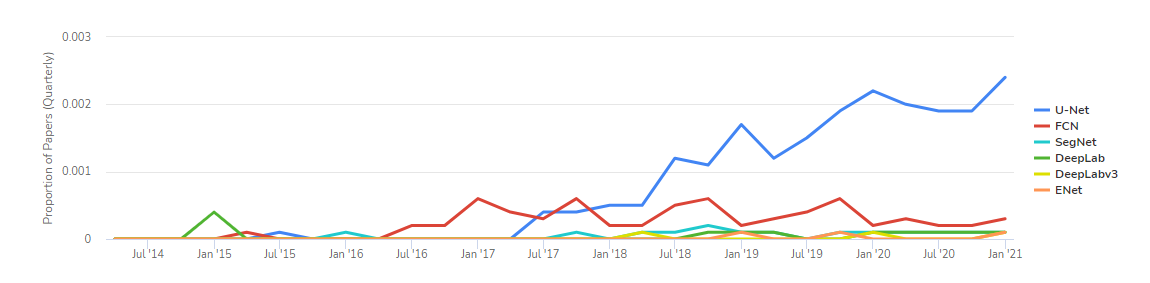 Proportion of Papers (Quarterly)
0.003
0.002
0.001
0
Jul '14
Jan '15
Jul '15
Jan '16
Jul '16
Jan '17
Jul '17
Jan '18
Jul '18
Jan '19
Jul '19
Jan '20
Jul '20
Jan '21
U-Net
FCN
SegNet
DeepLab
DeepLabv3
ENet